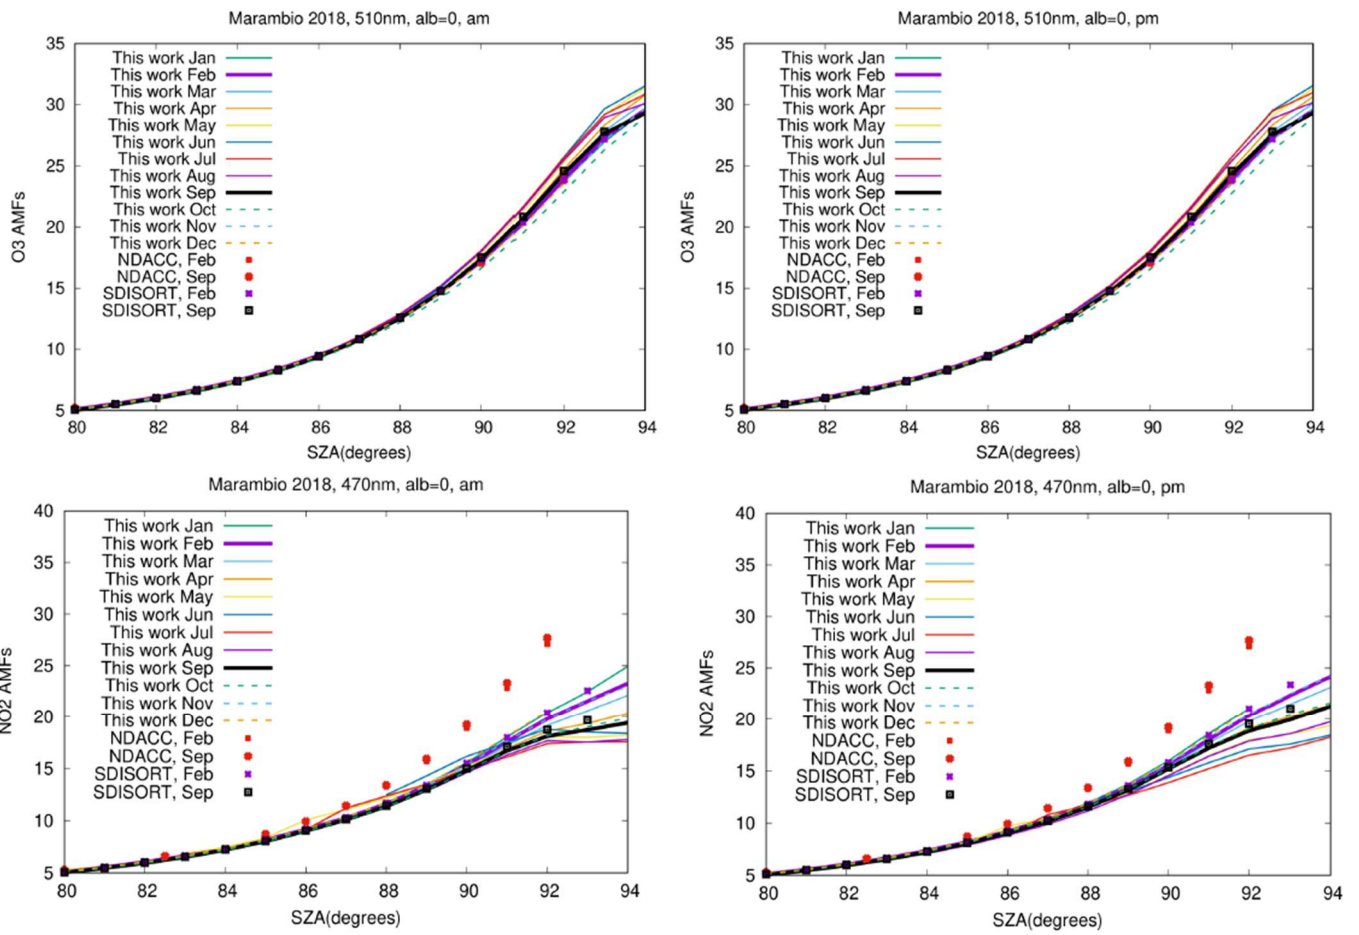 Marambio 2018, 510nm, alb=0, am
35
30
25
20
15
10
5
O3 AMFs
This work Jan
This work Feb
This work Mar
This work Apr
This work May
This work Jun
This work Jul
This work Aug
This work Sep
This work Oct
This work Nov
This work Dec
NDACC, Feb
NDACC, Sep
SDISORT, Feb
SDISORT, Sep
80 82 84 86 88 90 92 94
SZA(degrees)
Marambio 2018, 510nm, alb=0, pm
35
30
25
20
15
10
5
O3 AMFs
This work Jan
This work Feb
This work Mar
This work Apr
This work May
This work Jun
This work Jul
This work Aug
This work Sep
This work Oct
This work Nov
This work Dec
NDACC, Feb
NDACC, Sep
SDISORT, Feb
SDISORT, Sep
80 82 84 86 88 90 92 94
SZA(degrees)
Marambio 2018, 470nm, alb=0, am
40
35
30
25
20
15
10
5
NO2 AMFs
This work Jan
This work Feb
This work Mar
This work Apr
This work May
This work Jun
This work Jul
This work Aug
This work Sep
This work Oct
This work Nov
This work Dec
NDACC, Feb
NDACC, Sep
SDISORT, Feb
SDISORT, Sep
80 82 84 86 88 90 92 94
SZA(degrees)
Marambio 2018, 470nm, alb=0, pm
40
35
30
25
20
15
10
5
NO2 AMFs
This work Jan
This work Feb
This work Mar
This work Apr
This work May
This work Jun
This work Jul
This work Aug
This work Sep
This work Oct
This work Nov
This work Dec
NDACC, Feb
NDACC, Sep
SDISORT, Feb
SDISORT, Sep
80 82 84 86 88 90 92 94
SZA(degrees)